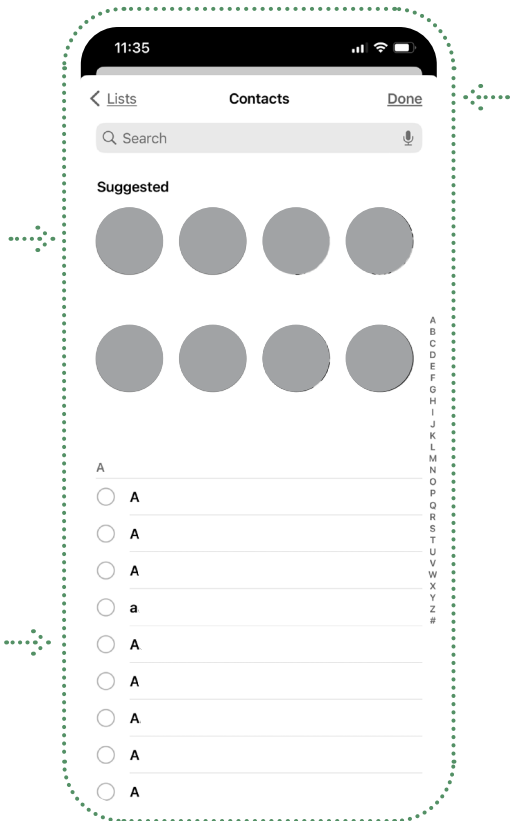 11:35
Lists Contacts Done
Search
Suggested
A
A
A
A
a
A
A
A
A
A
A
B
C
D
E
F
G
H
I
J
K
L
M
N
O
P
Q
R
S
T
U
V
W
X
Y
Z
#